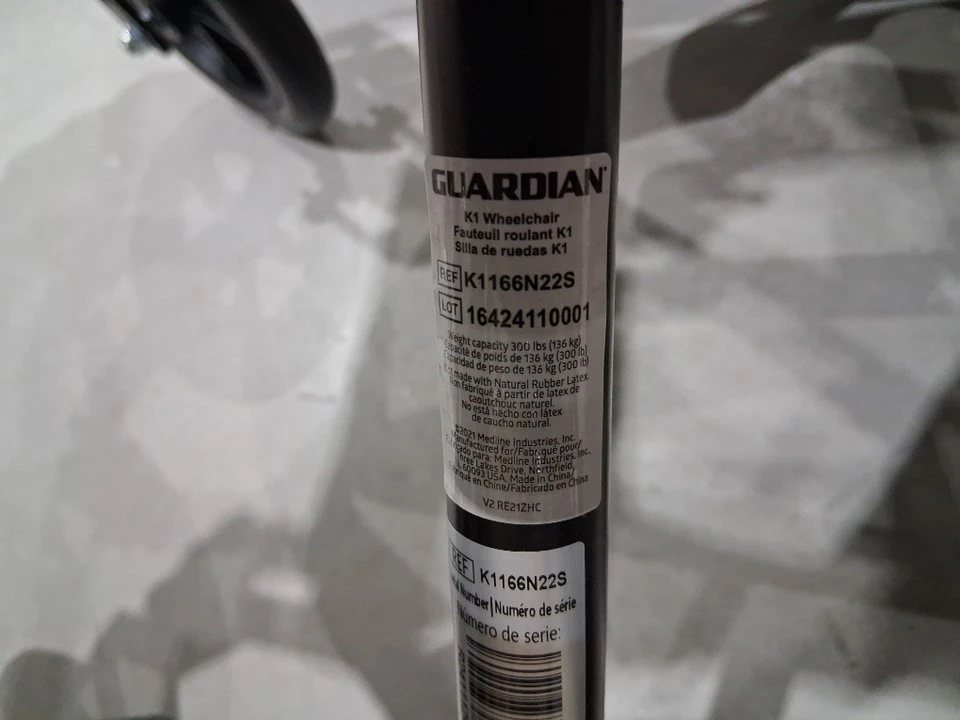 GUARDIAN
K1 Wheelchair
Fauteuil roulant K1
Silla de ruedas K1
REF K1166N22S
LOT 16424110001
Weight capacity 300 lbs (136 kg)
Capacité de poids de 136 kg (300 lb)
Capacidad de peso de 136 kg (300 lb)
made with Natural Rubber Latex.
Non fabriqué à partir de latex de
caoutchouc naturel.
No está hecho con látex
de caucho natural.
©2021 Medline Industries, Inc.
Manufactured for/Fabriqué pour/
Fabricado para: Medline Industries, Inc.
Three Lakes Drive, Northfield,
60093 USA. Made in China/
Fabriqué en Chine/Fabricado en China
V2 RE21ZHC
REF K1166N22S
Number|Numéro de série
Número de serie: